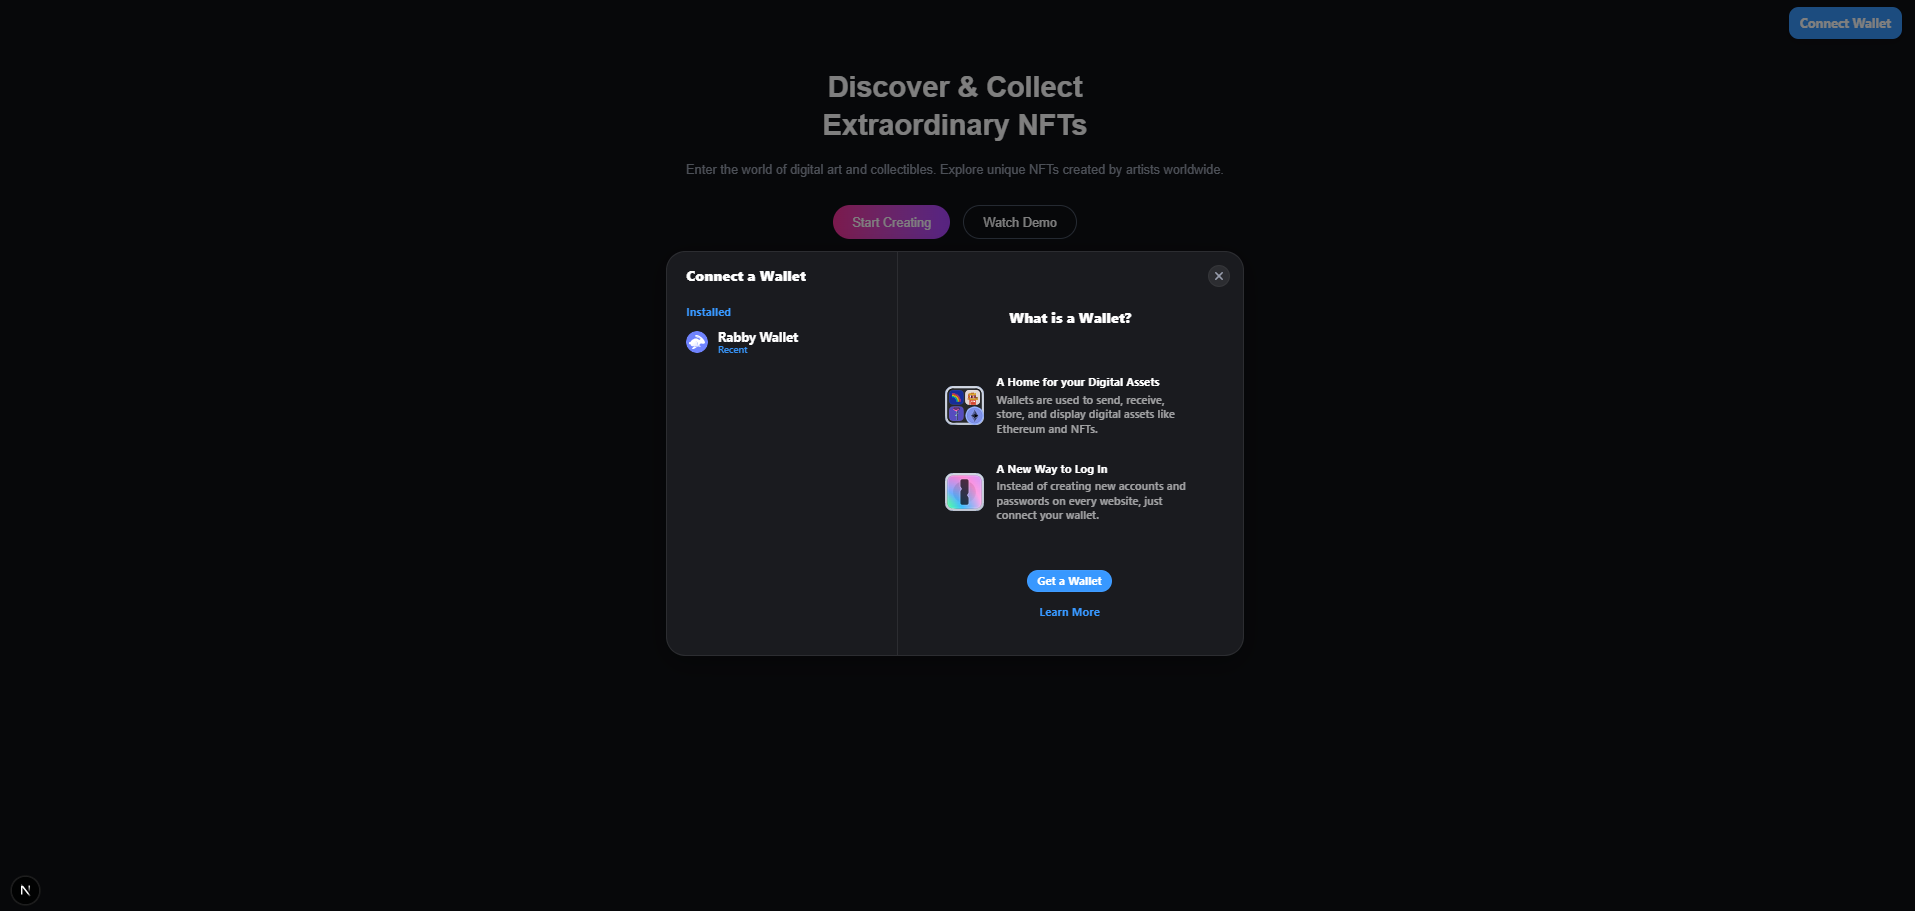 Connect Wallet
Discover & Collect
Extraordinary NFTs
Enter the world of digital art and collectibles. Explore unique NFTs created by artists worldwide.
Start Creating
Watch Demo
Connect a Wallet
Installed
Rabby Wallet
Recent
What is a Wallet?
A Home for your Digital Assets
Wallets are used to send, receive,
store, and display digital assets like
Ethereum and NFTs.
A New Way to Log In
Instead of creating new accounts and
passwords on every website, just
connect your wallet.
Get a Wallet
Learn More
N